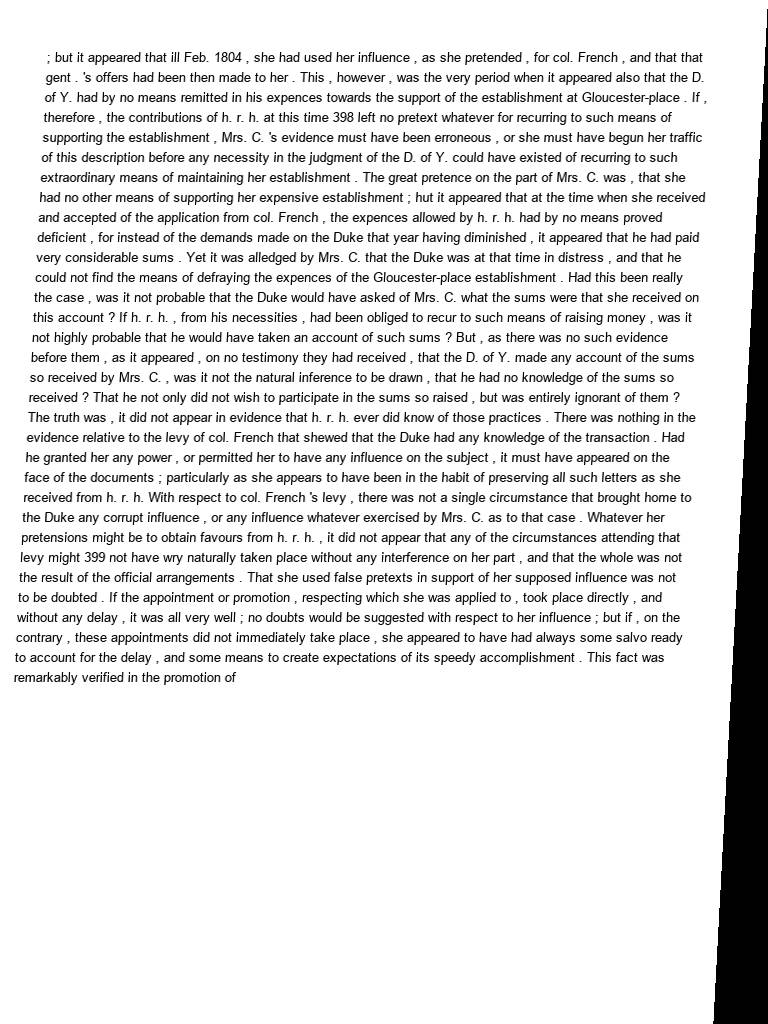 ; but it appeared that ill Feb. 1804 , she had used her influence , as she pretended , for col. French , and that that
gent . 's offers had been then made to her . This , however , was the very period when it appeared also that the D.
of Y. had by no means remitted in his expences towards the support of the establishment at Gloucester-place . If ,
therefore , the contributions of h. r. h. at this time 398 left no pretext whatever for recurring to such means of
supporting the establishment , Mrs. C. 's evidence must have been erroneous , or she must have begun her traffic
of this description before any necessity in the judgment of the D. of Y. could have existed of recurring to such
extraordinary means of maintaining her establishment . The great pretence on the part of Mrs. C. was , that she
had no other means of supporting her expensive establishment ; hut it appeared that at the time when she received
and accepted of the application from col. French , the expences allowed by h. r. h. had by no means proved
deficient , for instead of the demands made on the Duke that year having diminished , it appeared that he had paid
very considerable sums . Yet it was alledged by Mrs. C. that the Duke was at that time in distress , and that he
could not find the means of defraying the expences of the Gloucester-place establishment . Had this been really
the case , was it not probable that the Duke would have asked of Mrs. C. what the sums were that she received on
this account ? If h. r. h. , from his necessities , had been obliged to recur to such means of raising money , was it
not highly probable that he would have taken an account of such sums ? But , as there was no such evidence
before them , as it appeared , on no testimony they had received , that the D. of Y. made any account of the sums
so received by Mrs. C. , was it not the natural inference to be drawn , that he had no knowledge of the sums so
received ? That he not only did not wish to participate in the sums so raised , but was entirely ignorant of them ?
The truth was , it did not appear in evidence that h. r. h. ever did know of those practices . There was nothing in the
evidence relative to the levy of col. French that shewed that the Duke had any knowledge of the transaction . Had
he granted her any power , or permitted her to have any influence on the subject , it must have appeared on the
face of the documents ; particularly as she appears to have been in the habit of preserving all such letters as she
received from h. r. h. With respect to col. French 's levy , there was not a single circumstance that brought home to
the Duke any corrupt influence , or any influence whatever exercised by Mrs. C. as to that case . Whatever her
pretensions might be to obtain favours from h. r. h. , it did not appear that any of the circumstances attending that
levy might 399 not have wry naturally taken place without any interference on her part , and that the whole was not
the result of the official arrangements . That she used false pretexts in support of her supposed influence was not
to be doubted . If the appointment or promotion , respecting which she was applied to , took place directly , and
without any delay , it was all very well ; no doubts would be suggested with respect to her influence ; but if , on the
contrary , these appointments did not immediately take place , she appeared to have had always some salvo ready
to account for the delay , and some means to create expectations of its speedy accomplishment . This fact was
remarkably verified in the promotion of